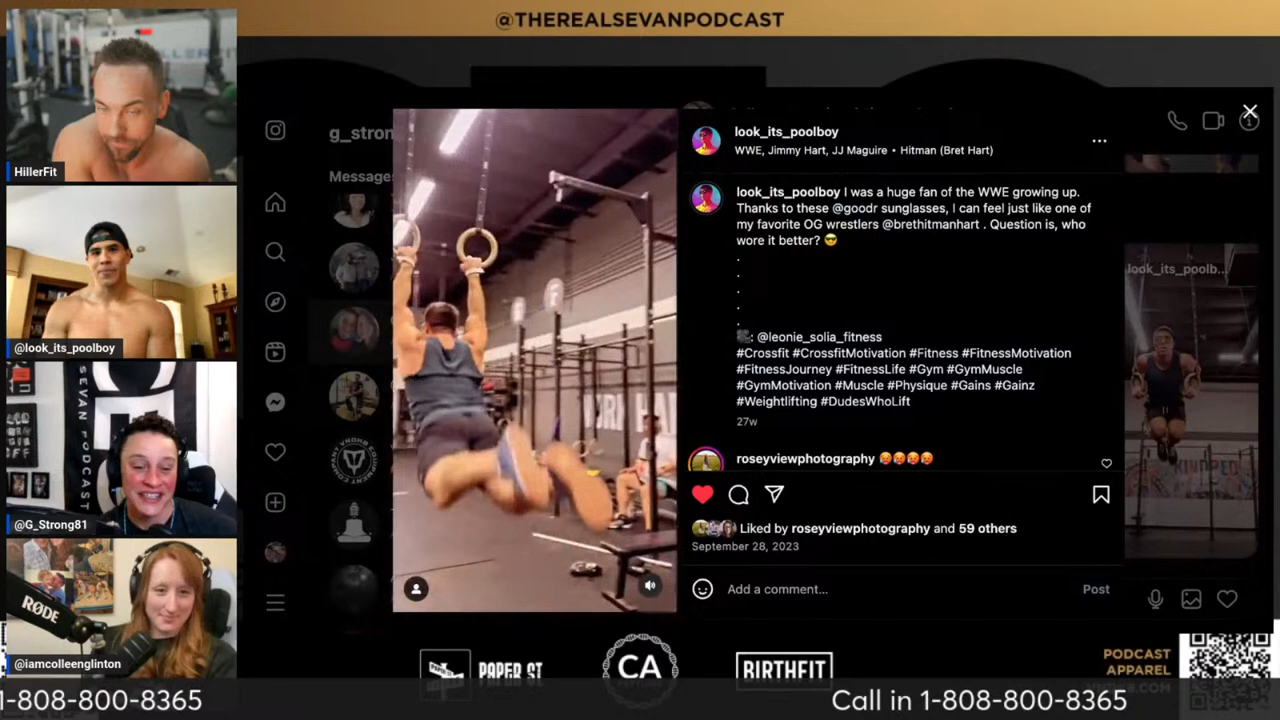 @THEREALSEVANPODCAST
HillerFit
@look_its_poolboy
SEVAN PODCAST
@G_Strong81
RØDE
@iamcolleenglinton
g_stron
Messages
look_its_poolboy
WWE, Jimmy Hart, JJ Maguire • Hitman (Bret Hart)
look_its_poolboy I was a huge fan of the WWE growing up.
Thanks to these @goodr sunglasses, I can feel just like one of
my favorite OG wrestlers @brethitmanhart . Question is, who
wore it better? 😎
.
.
.
.
.
: @leonie_solia_fitness
#Crossfit #CrossfitMotivation #Fitness #FitnessMotivation
#FitnessJourney #FitnessLife #Gym #GymMuscle
#GymMotivation #Muscle #Physique #Gains #Gainz
#Weightlifting #DudesWhoLift
27w
roseyviewphotography 🥵🥵🥵🥵
Liked by roseyviewphotography and 59 others
September 28, 2023
Add a comment...
Post
look_its_poolb...
PAPER ST
CA
BIRTHFIT
PODCAST
APPAREL
1-808-800-8365
Call in 1-808-800-8365